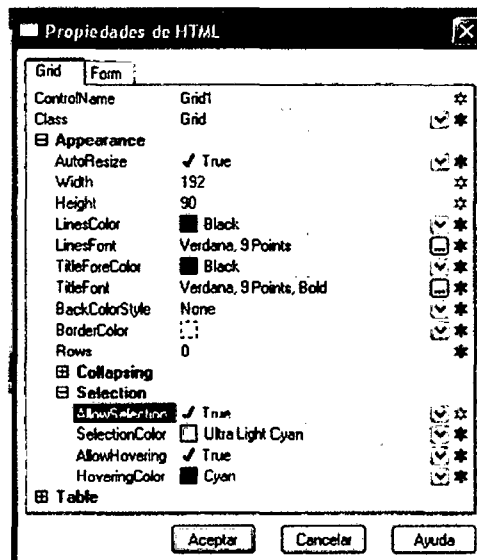 Propiedades de HTML
Grid Form
ControlName Grid1
Class Grid
Appearance
AutoResize True
Width 192
Height 90
LinesColor Black
LinesFont Verdana, 9 Points
TitleForeColor Black
TitleFont Verdana, 9 Points, Bold
BackColorStyle None
BorderColor
Rows 0
Collapsing
Selection
AllowSelection True
SelectionColor Ultra Light Cyan
AllowHovering True
HoveringColor Cyan
Table
Aceptar Cancelar Ayuda